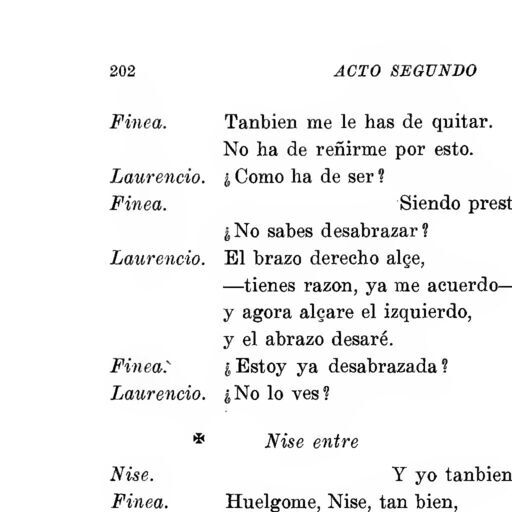 202 ACTO SEGUNDO
Finea. Tanbien me le has de quitar.
No ha de reñirme por esto.
Laurencio. ¿Como ha de ser?
Finea. Siendo prest
¿No sabes desabrazar?
Laurencio. El brazo derecho alçe,
—tienes razon, ya me acuerdo—
y agora alçare el izquierdo,
y el abrazo desaré.
Finea. ¿Estoy ya desabrazada?
Laurencio. ¿No lo ves?
✠ Nise entre
Nise. Y yo tanbien
Finea. Huelgome, Nise, tan bien,